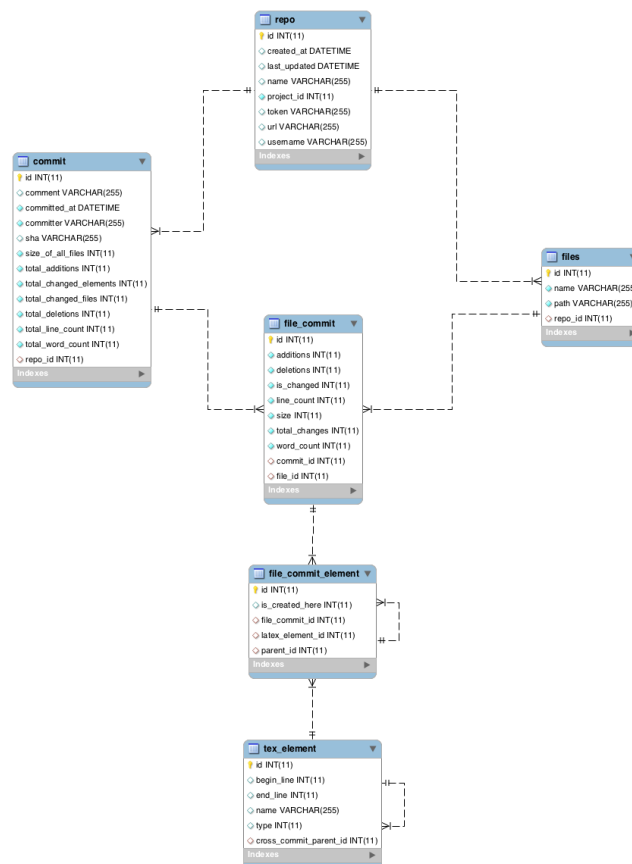 repo
id INT(11)
created_at DATETIME
last_updated DATETIME
name VARCHAR(255)
project_id INT(11)
token VARCHAR(255)
url VARCHAR(255)
username VARCHAR(255)
Indexes
commit
id INT(11)
comment VARCHAR(255)
committed_at DATETIME
committer VARCHAR(255)
sha VARCHAR(255)
size_of_all_files INT(11)
total_additions INT(11)
total_changed_elements INT(11)
total_changed_files INT(11)
total_deletions INT(11)
total_line_count INT(11)
total_word_count INT(11)
repo_id INT(11)
Indexes
files
id INT(11)
name VARCHAR(255
path VARCHAR(255)
repo_id INT(11)
Indexes
file_commit
id INT(11)
additions INT(11)
deletions INT(11)
is_changed INT(11)
line_count INT(11)
size INT(11)
total_changes INT(11)
word_count INT(11)
commit_id INT(11)
file_id INT(11)
Indexes
file_commit_element
id INT(11)
is_created_here INT(11)
file_commit_id INT(11)
latex_element_id INT(11)
parent_id INT(11)
Indexes
tex_element
id INT(11)
begin_line INT(11)
end_line INT(11)
name VARCHAR(255)
type INT(11)
cross_commit_parent_id INT(11)
Indexes